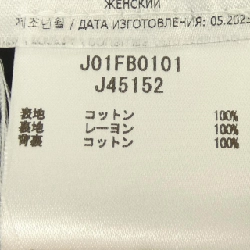 ЖЕНСКИЙ
제조년월 / ДАТА ИЗГОТОВЛЕНИЯ: 05.202
J01FB0101
J45152
表地 コットン 100%
裏地 レーヨン 100%
背裏 コットン 100%